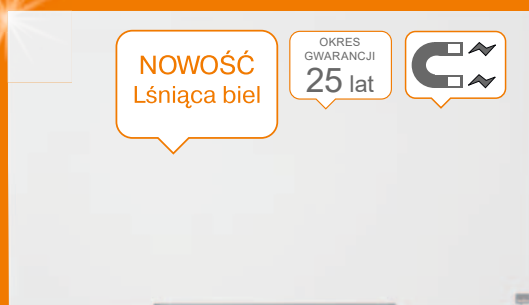 NOWOŚĆ
Lśniąca biel
OKRES
GWARANCJI
25 lat